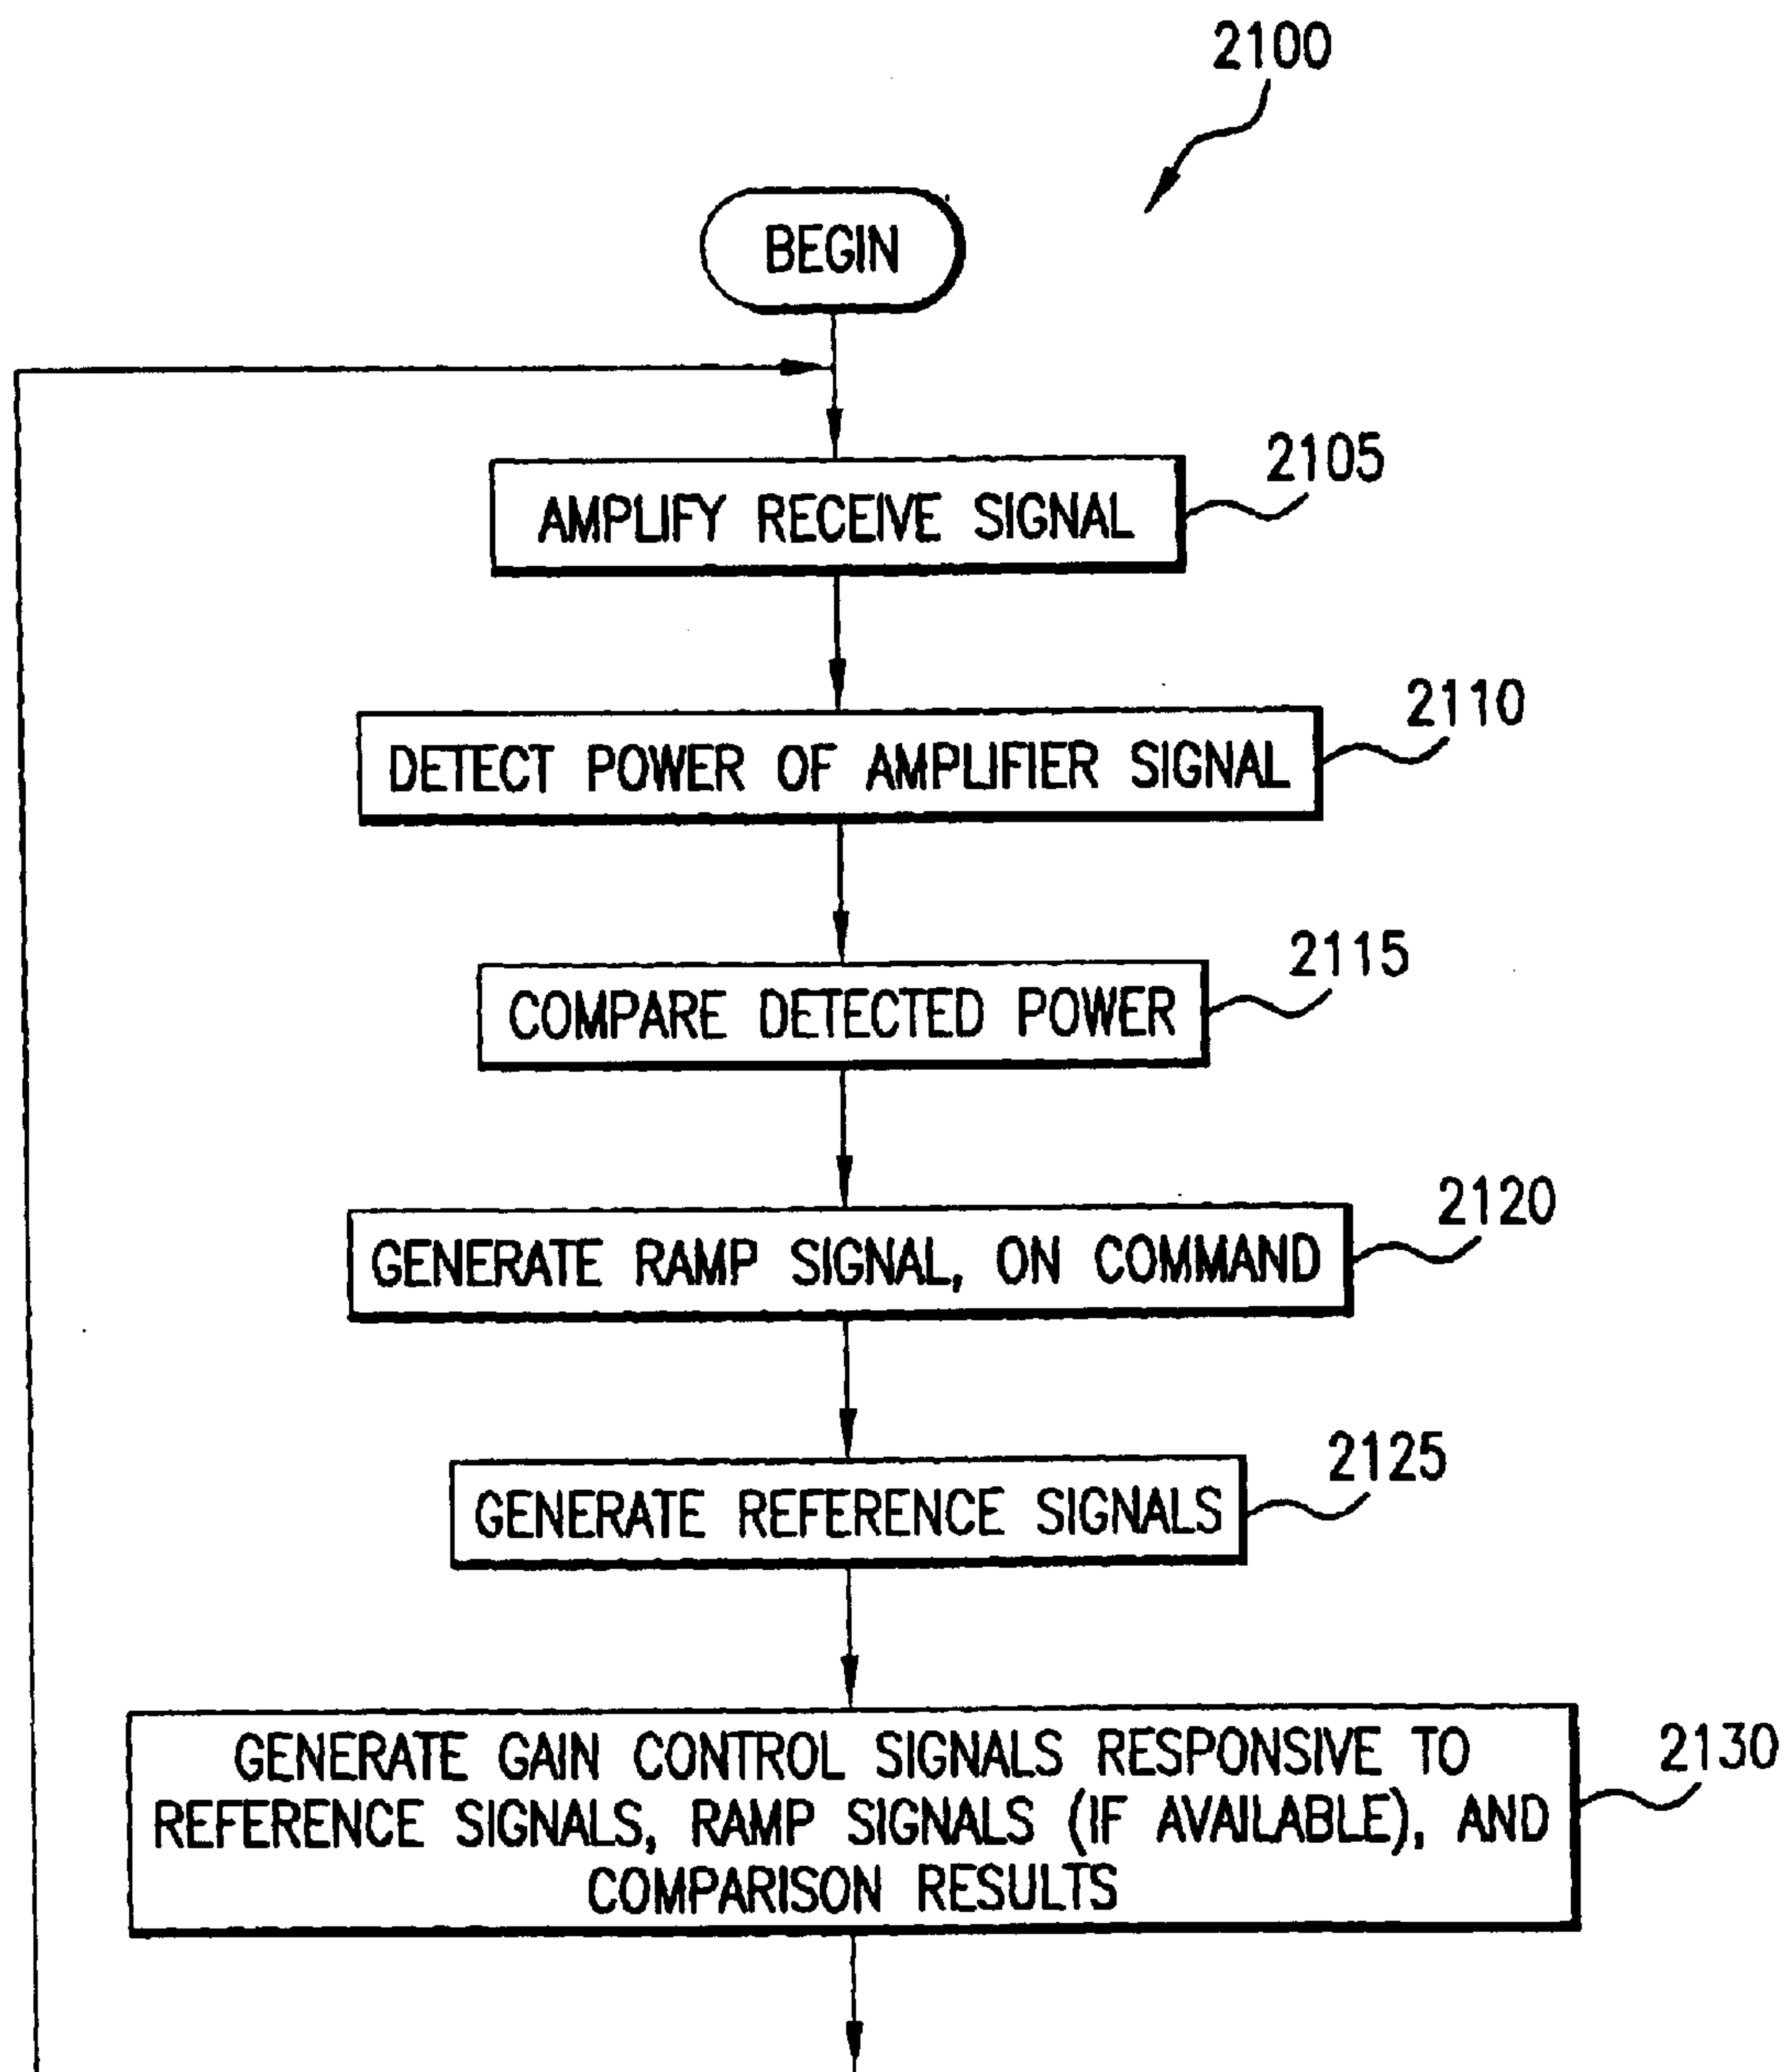 2100
BEGIN
2105
AMPLIFY RECEIVE SIGNAL
2110
DETECT POWER OF AMPLIFIER SIGNAL
2115
COMPARE DETECTED POWER
2120
GENERATE RAMP SIGNAL, ON COMMAND
2125
GENERATE REFERENCE SIGNALS
2130
GENERATE GAIN CONTROL SIGNALS RESPONSIVE TO
REFERENCE SIGNALS, RAMP SIGNALS (IF AVAILABLE), AND
COMPARISON RESULTS